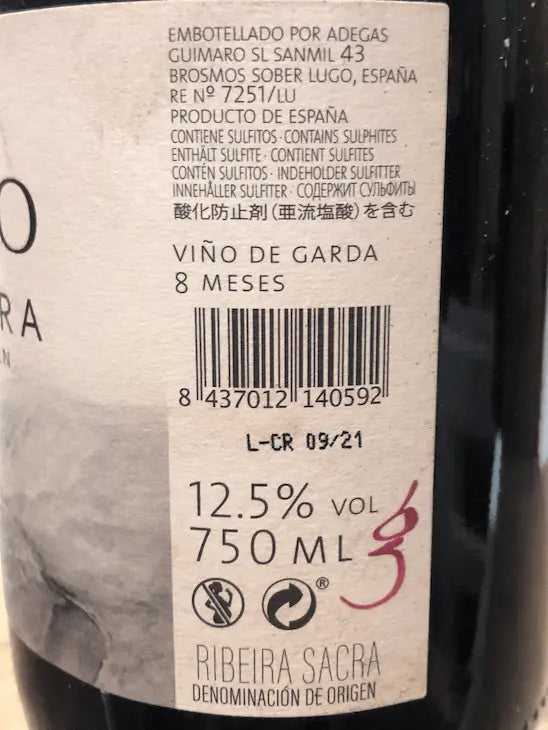 EMBOTELLADO POR ADEGAS
GUIMARO SL SANMIL 43
BROSMOS SOBER LUGO, ESPAÑA
RE Nº 7251/LU
PRODUCTO DE ESPAÑA
CONTIENE SULFITOS · CONTAINS SULPHITES
ENTHÄLT SULFITE · CONTIENT SULFITES
CONTÉN SULFITOS · INDEHOLDER SULFITTER
INNEHÅLLER SULFITER · СОДЕРЖИТ СУЛЬФИТЫ
酸化防止剤(亜流塩酸)を含む
VIÑO DE GARDA
8 MESES
8 437012 140592
L-CR 09/21
12.5% VOL
750 ML
®
RIBEIRA SACRA
DENOMINACIÓN DE ORIGEN
O
RA
N